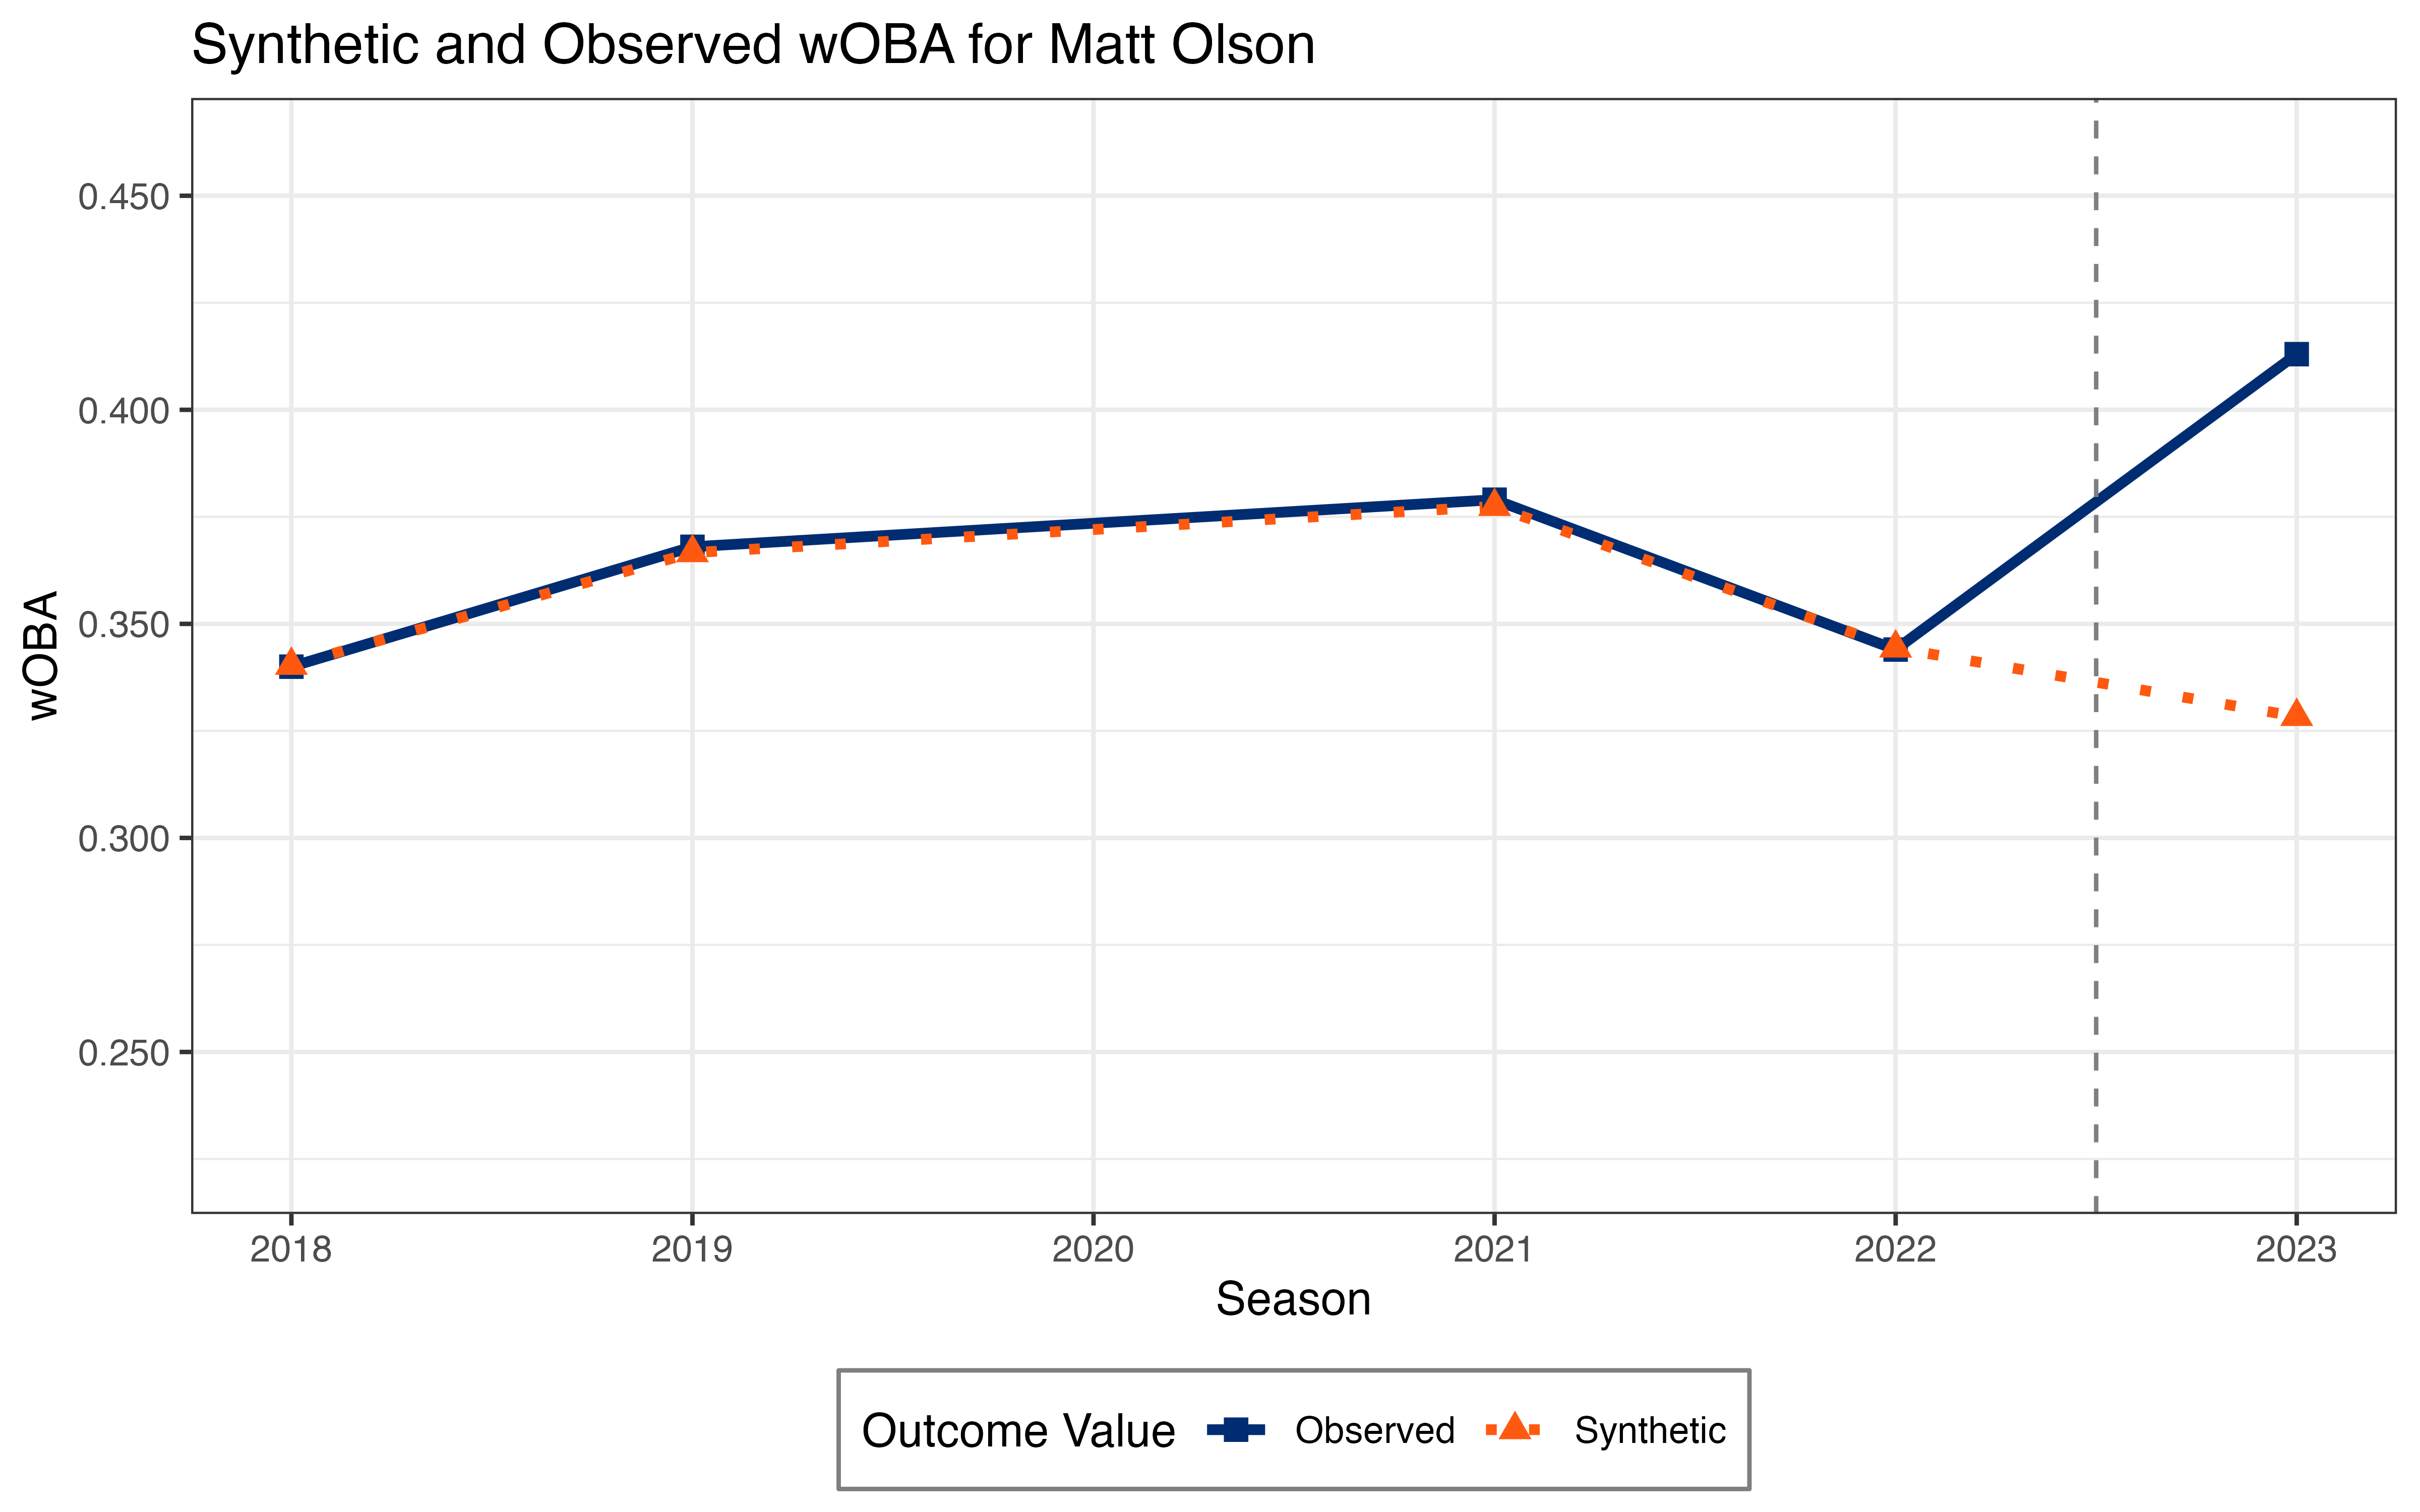 Synthetic and Observed wOBA for Matt Olson
wOBA
0.450
0.400
0.350
0.300
0.250
2018 2019 2020 2021 2022 2023
Season
Outcome Value Observed Synthetic